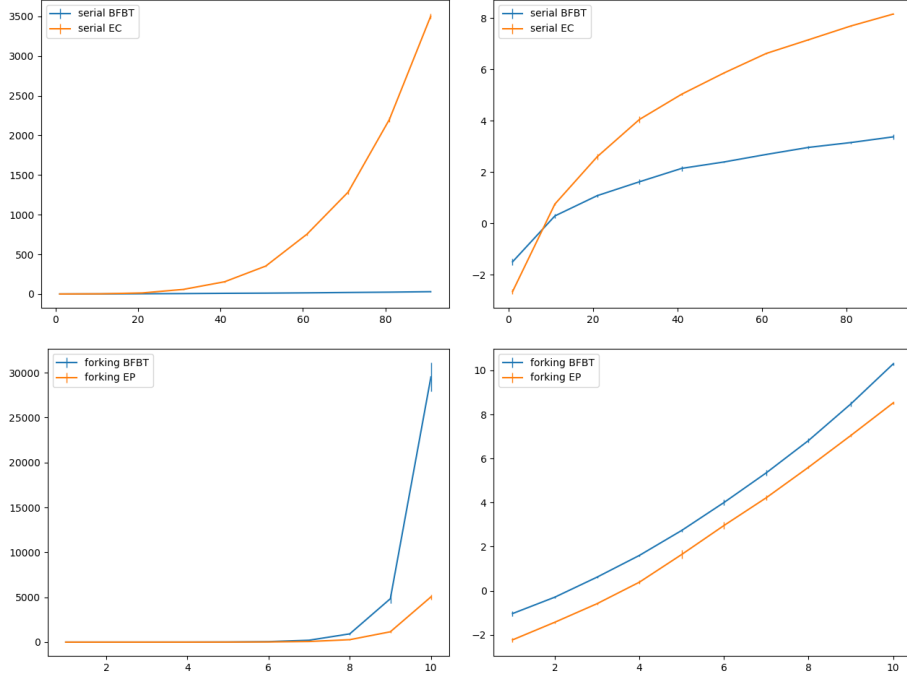 serial BFBT
serial EC
3500
3000
2500
2000
1500
1000
500
0
0 20 40 60 80
serial BFBT
serial EC
8
6
4
2
0
−2
0 20 40 60 80
forking BFBT
forking EP
30000
25000
20000
15000
10000
5000
0
2 4 6 8 10
forking BFBT
forking EP
10
8
6
4
2
0
−2
2 4 6 8 10